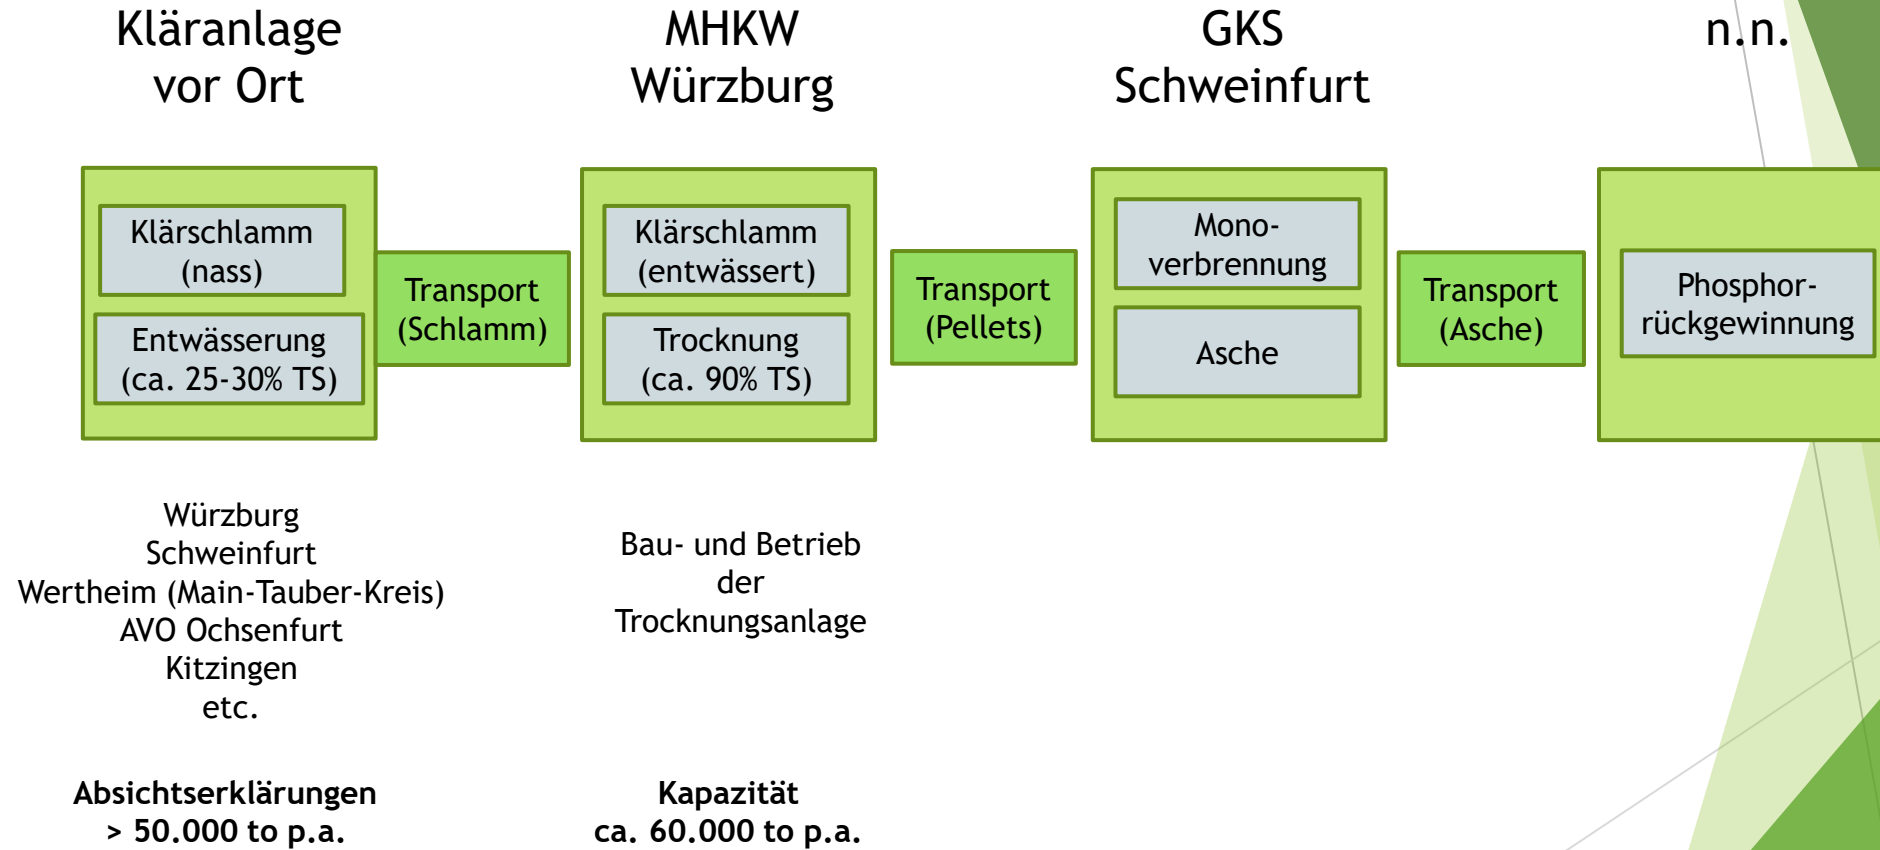 Kläranlage
vor Ort
MHKW
Würzburg
GKS
Schweinfurt
n.n.
Klärschlamm
(nass)
Entwässerung
(ca. 25-30% TS)
Transport
(Schlamm)
Klärschlamm
(entwässert)
Trocknung
(ca. 90% TS)
Transport
(Pellets)
Mono-
verbrennung
Asche
Transport
(Asche)
Phosphor-
rückgewinnung
Würzburg
Schweinfurt
Wertheim (Main-Tauber-Kreis)
AVO Ochsenfurt
Kitzingen
etc.
Bau- und Betrieb
der
Trocknungsanlage
Absichtserklärungen
> 50.000 to p.a.
Kapazität
ca. 60.000 to p.a.